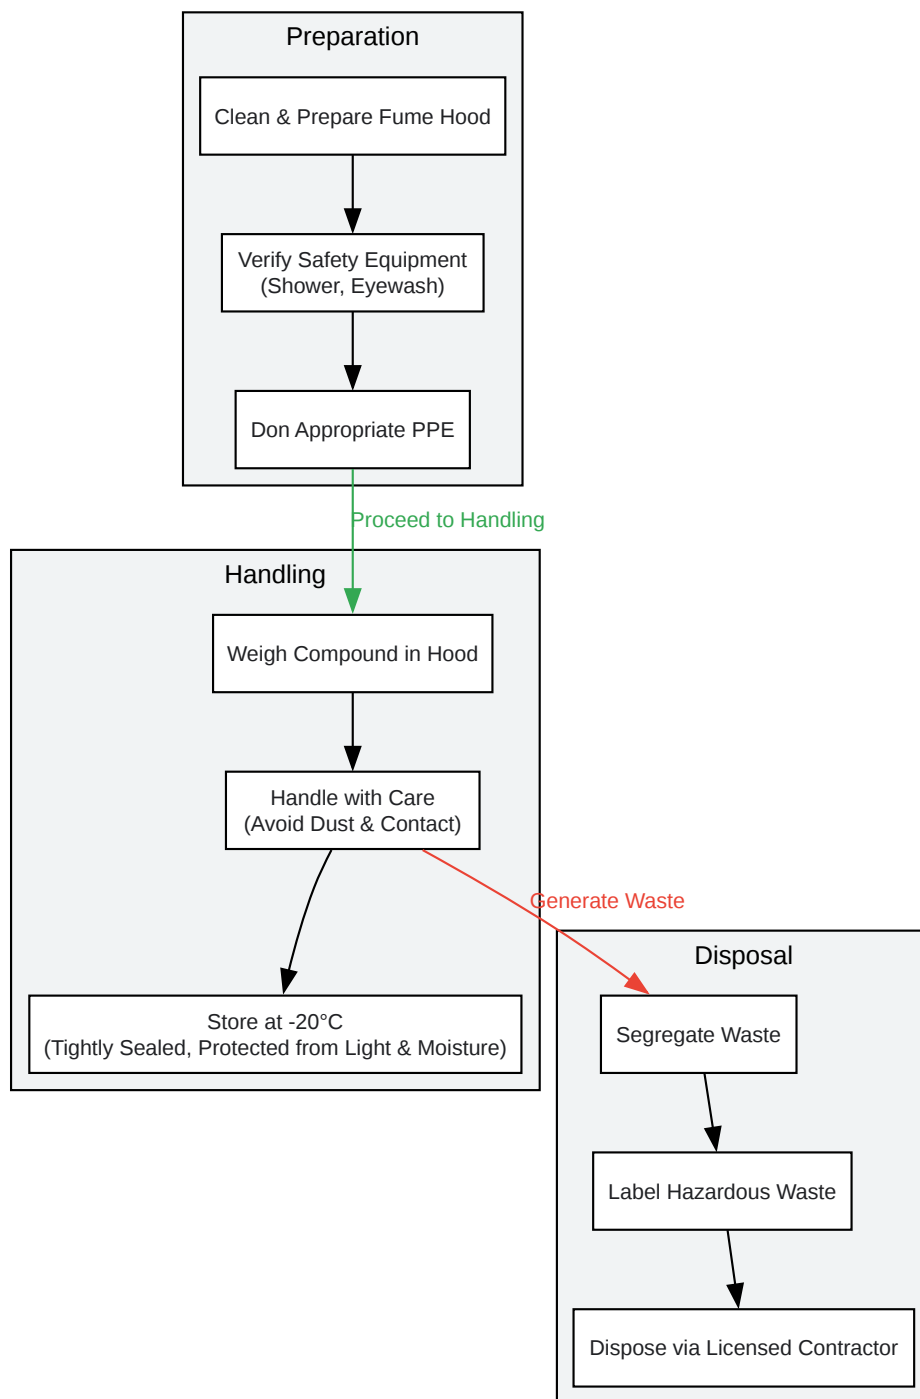 Preparation
Clean & Prepare Fume Hood
Verify Safety Equipment
(Shower, Eyewash)
Don Appropriate PPE
Proceed to Handling
Handling
Weigh Compound in Hood
Handle with Care
(Avoid Dust & Contact)
Generate Waste
Store at -20°C
(Tightly Sealed, Protected from Light & Moisture)
Disposal
Segregate Waste
Label Hazardous Waste
Dispose via Licensed Contractor